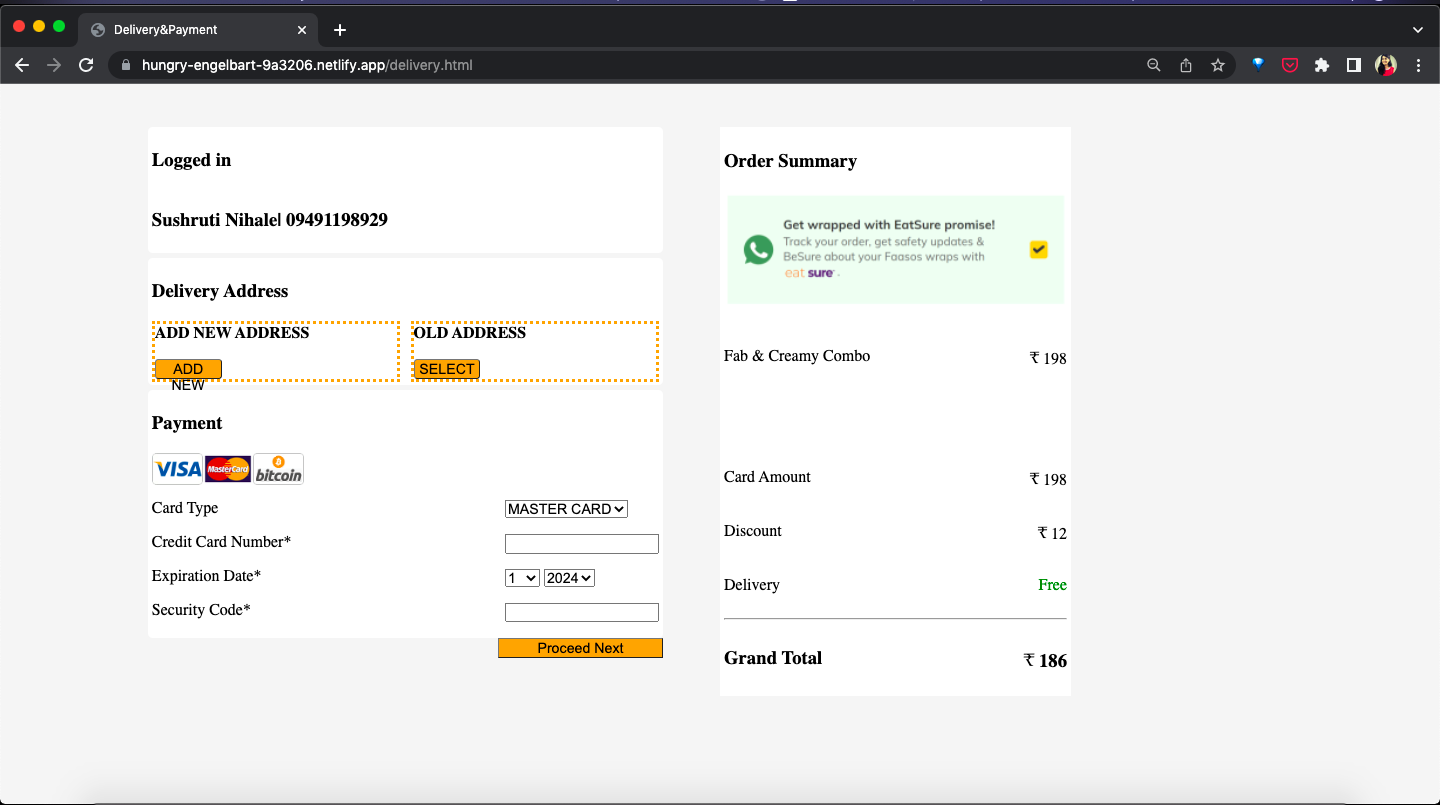 Delivery&Payment
hungry-engelbart-9a3206.netlify.app/delivery.html
Logged in
Sushruti Nihale| 09491198929
Delivery Address
ADD NEW ADDRESS
ADD
NEW
OLD ADDRESS
SELECT
Payment
VISA MasterCard bitcoin
Card Type MASTER CARD
Credit Card Number*
Expiration Date* 1 2024
Security Code*
Proceed Next
Order Summary
Get wrapped with EatSure promise!
Track your order, get safety updates &
BeSure about your Faasos wraps with
eat sure
Fab & Creamy Combo ₹ 198
Card Amount ₹ 198
Discount ₹ 12
Delivery Free
Grand Total ₹ 186